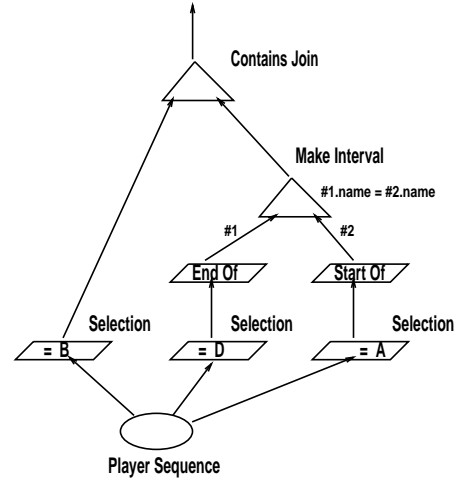 Contains Join
Make Interval
#1.name = #2.name
#1
#2
End Of
Start Of
Selection
Selection
Selection
= B
= D
= A
Player Sequence